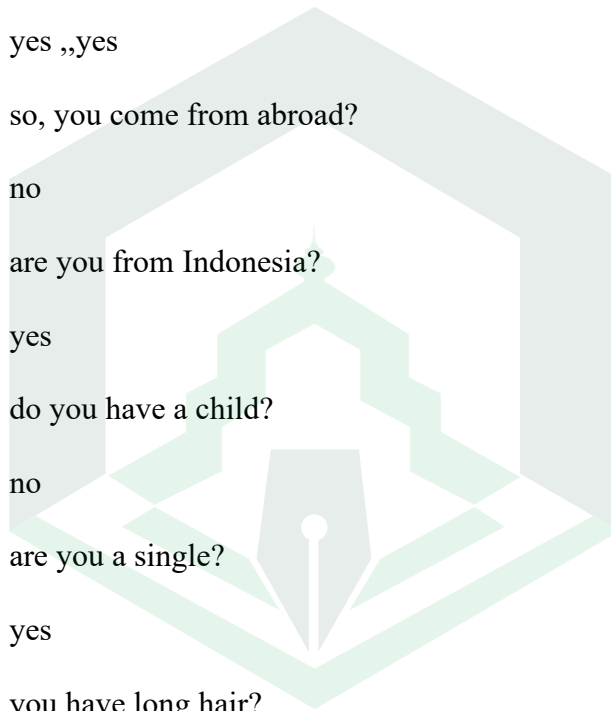 yes ,,yes
so, you come from abroad?
no
are you from Indonesia?
yes
do you have a child?
no
are you a single?
yes
you have long hair?